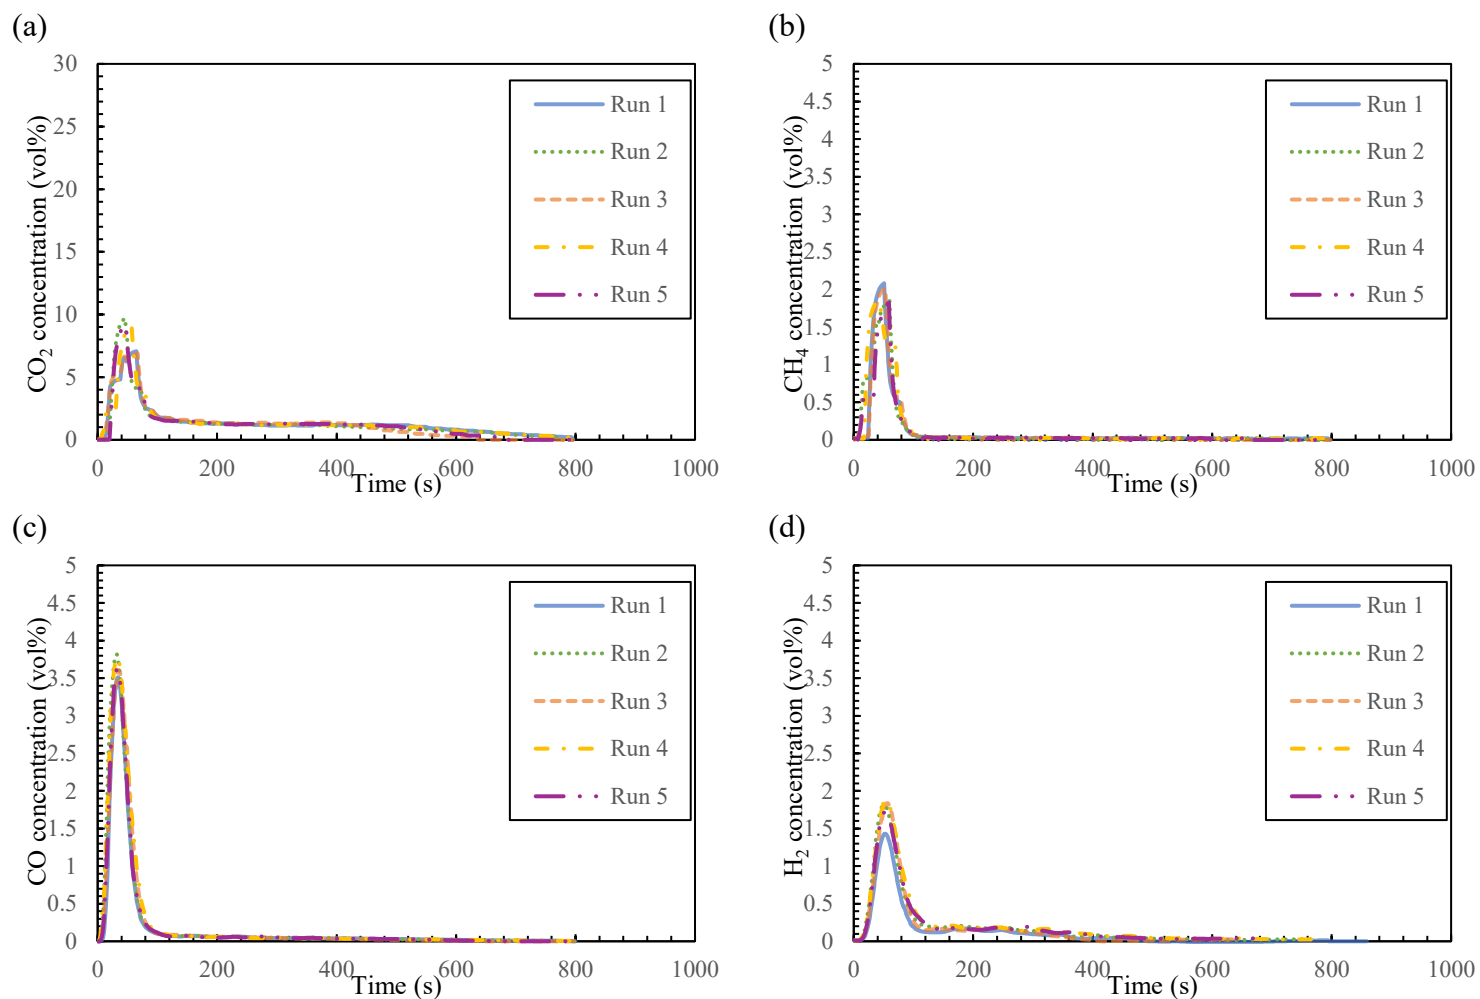 (a)
CO2 concentration (vol%)
30
25
20
15
10
5
0
0 200 400 600 800 1000
Time (s)
Run 1
Run 2
Run 3
Run 4
Run 5
(b)
CH4 concentration (vol%)
5
4.5
4
3.5
3
2.5
2
1.5
1
0.5
0
0 200 400 600 800 1000
Time (s)
Run 1
Run 2
Run 3
Run 4
Run 5
(c)
CO concentration (vol%)
5
4.5
4
3.5
3
2.5
2
1.5
1
0.5
0
0 200 400 600 800 1000
Time (s)
Run 1
Run 2
Run 3
Run 4
Run 5
(d)
H2 concentration (vol%)
5
4.5
4
3.5
3
2.5
2
1.5
1
0.5
0
0 200 400 600 800 1000
Time (s)
Run 1
Run 2
Run 3
Run 4
Run 5